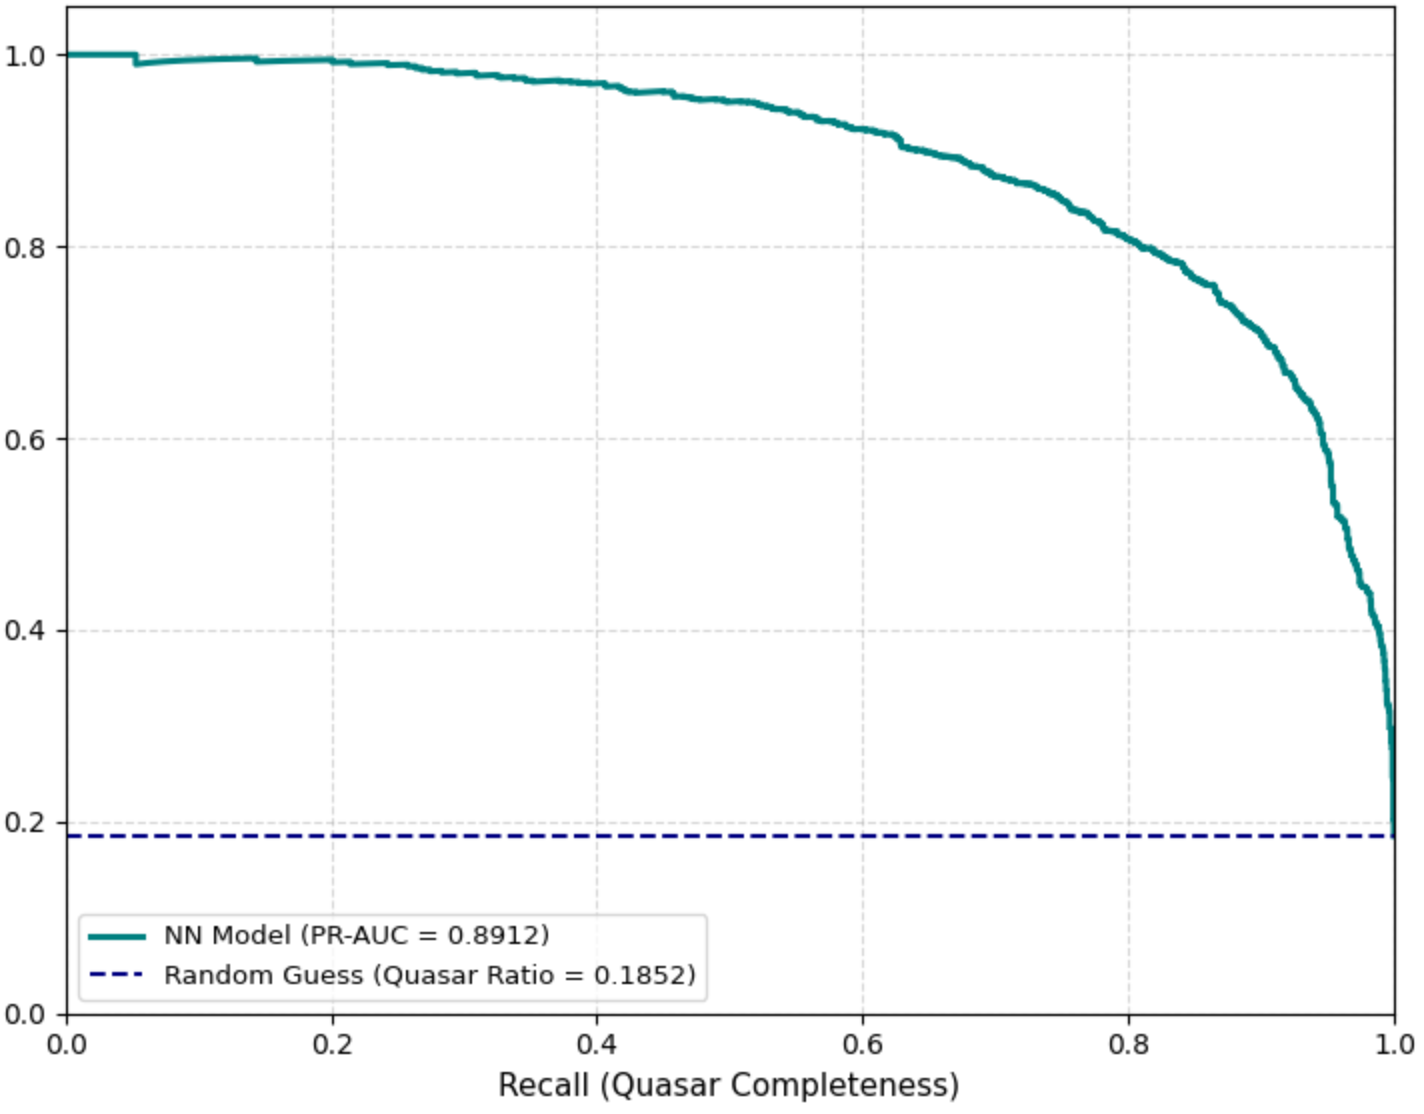 1.0
0.8
0.6
0.4
0.2
0.0
NN Model (PR-AUC = 0.8912)
Random Guess (Quasar Ratio = 0.1852)
0.0 0.2 0.4 0.6 0.8 1.0
Recall (Quasar Completeness)